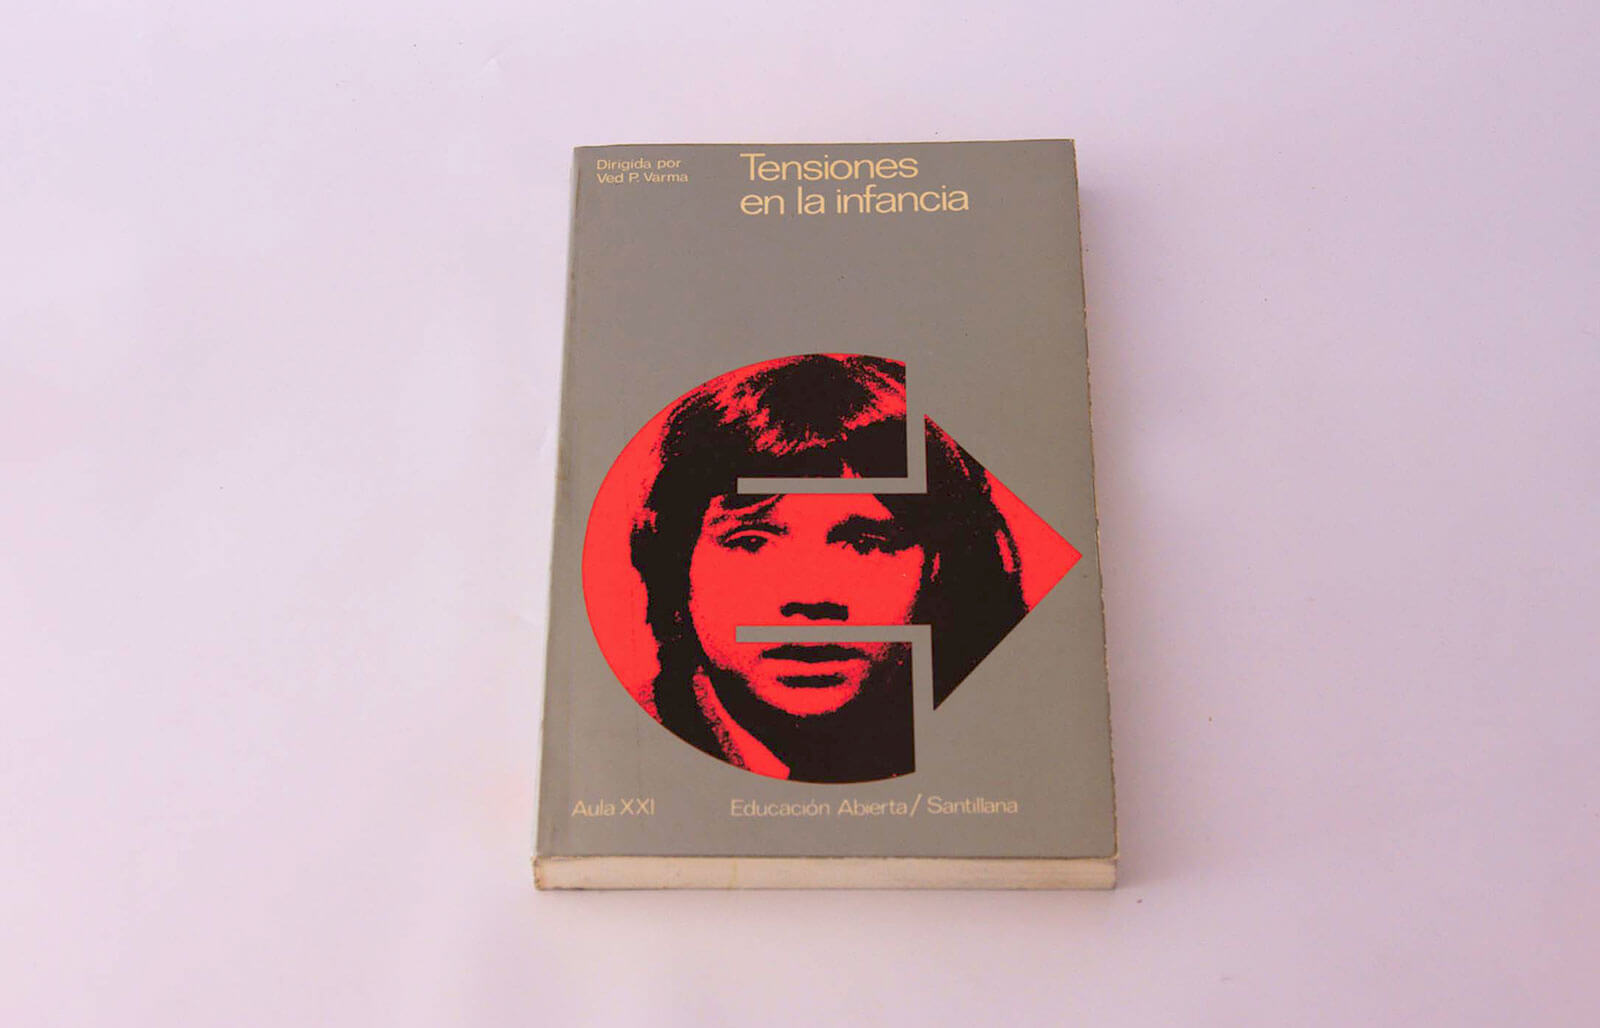 Dirigida por
Ved P. Varma
Tensiones
en la infancia
Aula XXI
Educación Abierta/Santillana